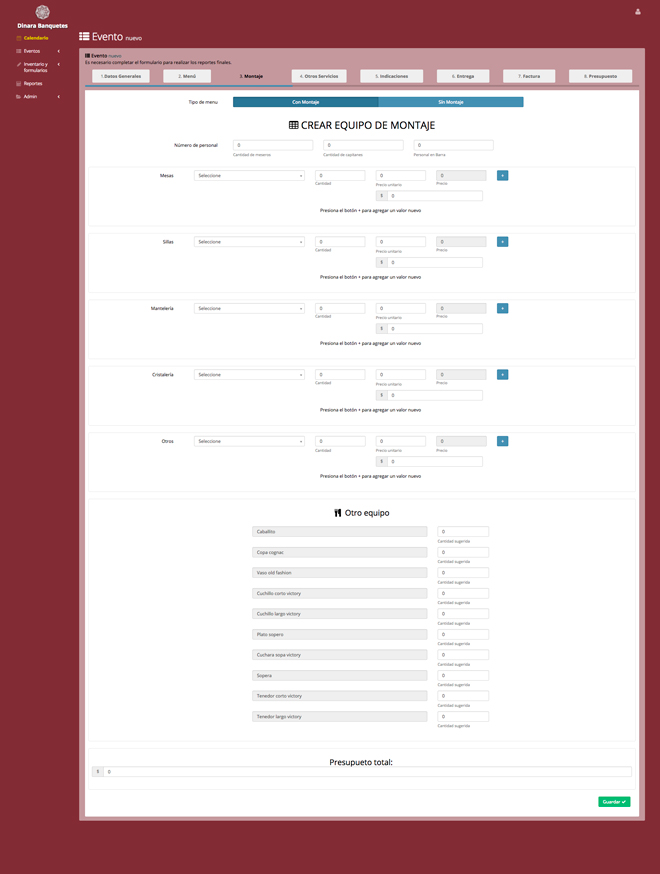 Dinara Banquetes
Calendario
Eventos
Inventario y
formularios
Reportes
Admin
Evento nuevo
Evento nuevo
Es necesario completar el formulario para realizar los reportes finales.
1. Datos Generales
2. Menú
3. Montaje
4. Otros Servicios
5. Indicaciones
6. Entrega
7. Factura
8. Presupuesto
Tipo de menu
Con Montaje
Sin Montaje
CREAR EQUIPO DE MONTAJE
Número de personal
0
0
0
Cantidad de meseros
Cantidad de capitanes
Personal en Barra
Mesas
Seleccione
0
0
0
+
Cantidad
Precio unitario
Precio
$ 0
Presiona el botón + para agregar un valor nuevo
Sillas
Seleccione
0
0
0
+
Cantidad
Precio unitario
Precio
$ 0
Presiona el botón + para agregar un valor nuevo
Mantelería
Seleccione
0
0
0
+
Cantidad
Precio unitario
Precio
$ 0
Presiona el botón + para agregar un valor nuevo
Cristalería
Seleccione
0
0
0
+
Cantidad
Precio unitario
Precio
$ 0
Presiona el botón + para agregar un valor nuevo
Otros
Seleccione
0
0
0
+
Cantidad
Precio unitario
Precio
$ 0
Presiona el botón + para agregar un valor nuevo
Otro equipo
Caballito
0
Cantidad sugerida
Copa cognac
0
Cantidad sugerida
Vaso old fashion
0
Cantidad sugerida
Cuchillo corto victory
0
Cantidad sugerida
Cuchillo largo victory
0
Cantidad sugerida
Plato sopero
0
Cantidad sugerida
Cuchara sopa victory
0
Cantidad sugerida
Sopera
0
Cantidad sugerida
Tenedor corto victory
0
Cantidad sugerida
Tenedor largo victory
0
Cantidad sugerida
Presupueto total:
$ 0
Guardar